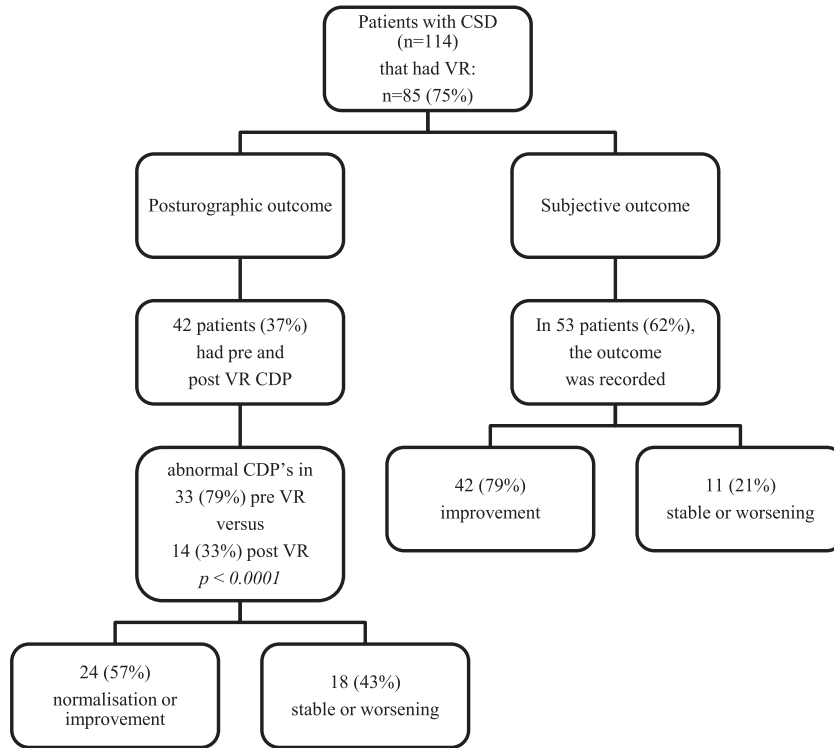 Patients with CSD
(n=114)
that had VR:
n=85 (75%)
Posturographic outcome
Subjective outcome
42 patients (37%)
had pre and
post VR CDP
In 53 patients (62%),
the outcome
was recorded
abnormal CDP's in
33 (79%) pre VR
versus
14 (33%) post VR
p < 0.0001
42 (79%)
improvement
11 (21%)
stable or worsening
24 (57%)
normalisation or
improvement
18 (43%)
stable or worsening